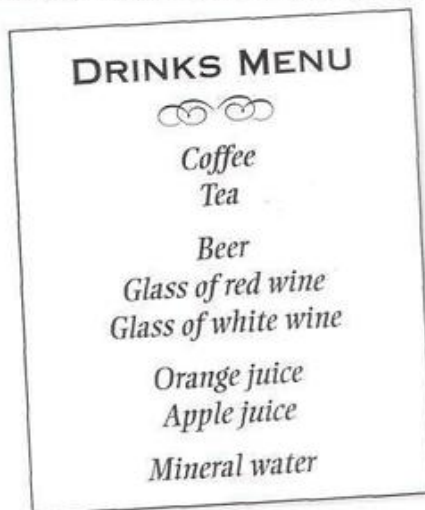 DRINKS MENU
Coffee
Tea
Beer
Glass of red wine
Glass of white wine
Orange juice
Apple juice
Mineral water